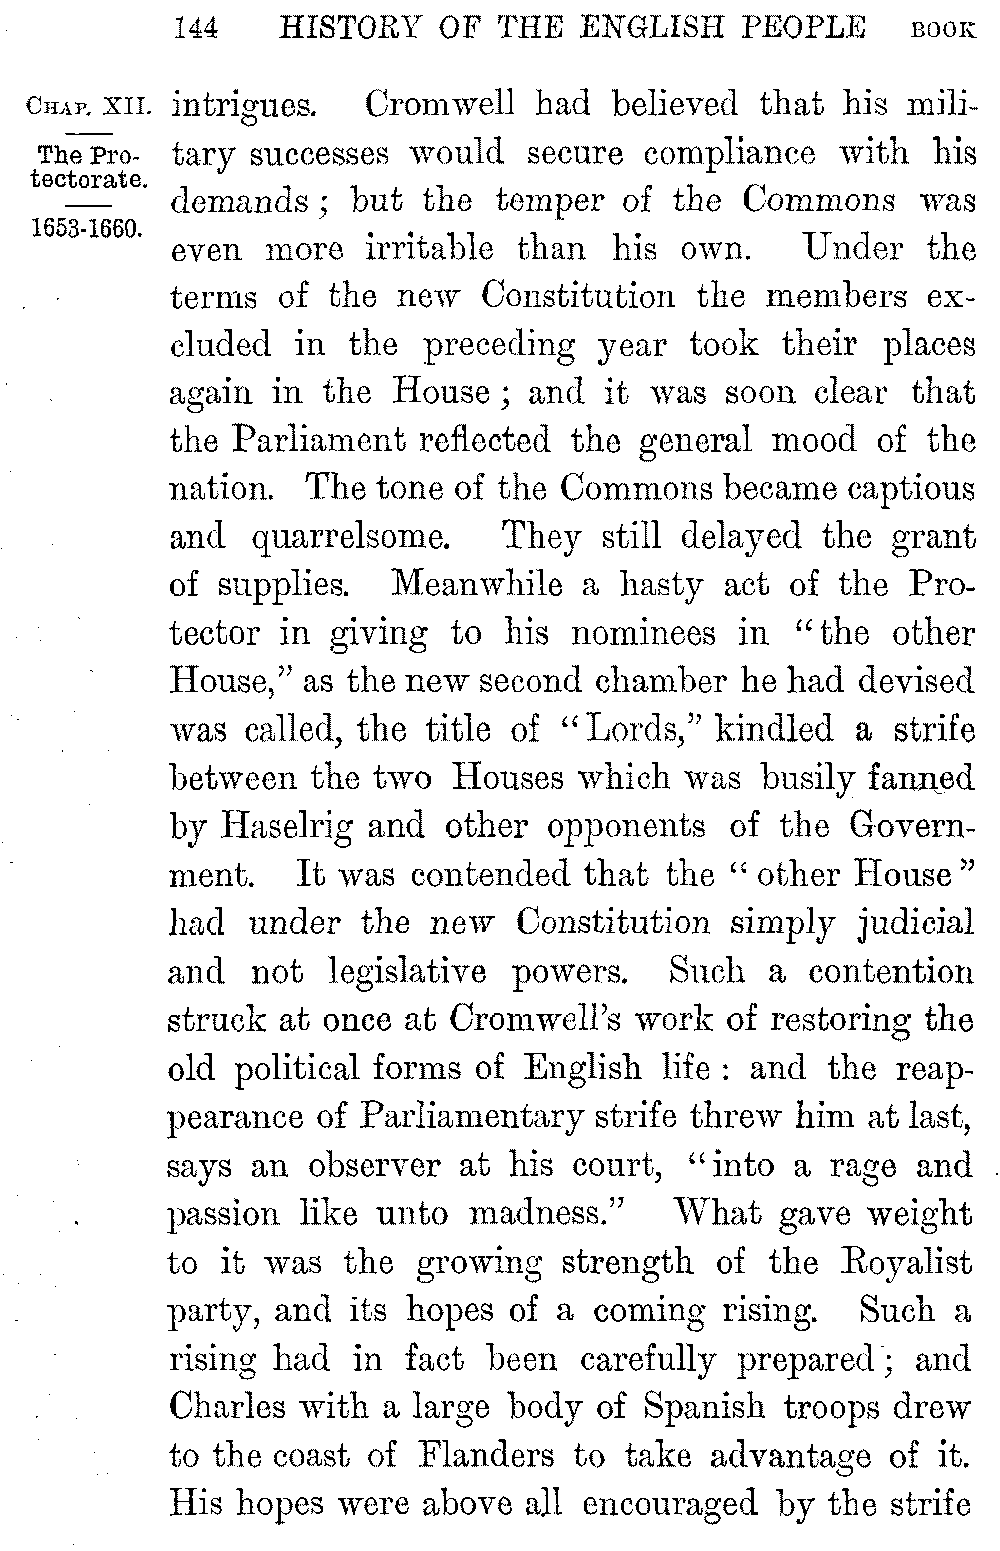 144 HISTORY OF THE ENGLISH PEOPLE BOOK
CHAP. XII.
The Pro-
tectorate.
1653-1660.
intrigues. Cromwell had believed that his mili-
tary successes would secure compliance with his
demands; but the temper of the Commons was
even more irritable than his own. Under the
terms of the new Constitution the members ex-
cluded in the preceding year took their places
again in the House; and it was soon clear that
the Parliament reflected the general mood of the
nation. The tone of the Commons became captious
and quarrelsome. They still delayed the grant
of supplies. Meanwhile a hasty act of the Pro-
tector in giving to his nominees in "the other
House," as the new second chamber he had devised
was called, the title of "Lords," kindled a strife
between the two Houses which was busily fanned
by Haselrig and other opponents of the Govern-
ment. It was contended that the "other House"
had under the new Constitution simply judicial
and not legislative powers. Such a contention
struck at once at Cromwell's work of restoring the
old political forms of English life: and the reap-
pearance of Parliamentary strife threw him at last,
says an observer at his court, "into a rage and
passion like unto madness." What gave weight
to it was the growing strength of the Royalist
party, and its hopes of a coming rising. Such a
rising had in fact been carefully prepared; and
Charles with a large body of Spanish troops drew
to the coast of Flanders to take advantage of it.
His hopes were above all encouraged by the strife